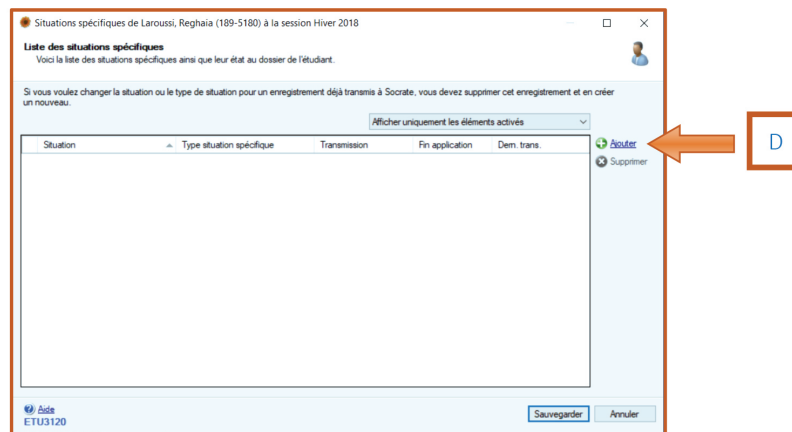 Situations spécifiques de Laroussi, Reghaia (189-5180) à la session Hiver 2018
Liste des situations spécifiques
Voici la liste des situations spécifiques ainsi que leur état au dossier de l'étudiant.
Si vous voulez changer la situation ou le type de situation pour un enregistrement déjà transmis à Socrate, vous devez supprimer cet enregistrement et en créer
un nouveau.
Afficher uniquement les éléments activés
Situation Type situation spécifique Transmission Fin application Dern. trans.
Ajouter
D
Supprimer
Aide
ETU3120
Sauvegarder Annuler